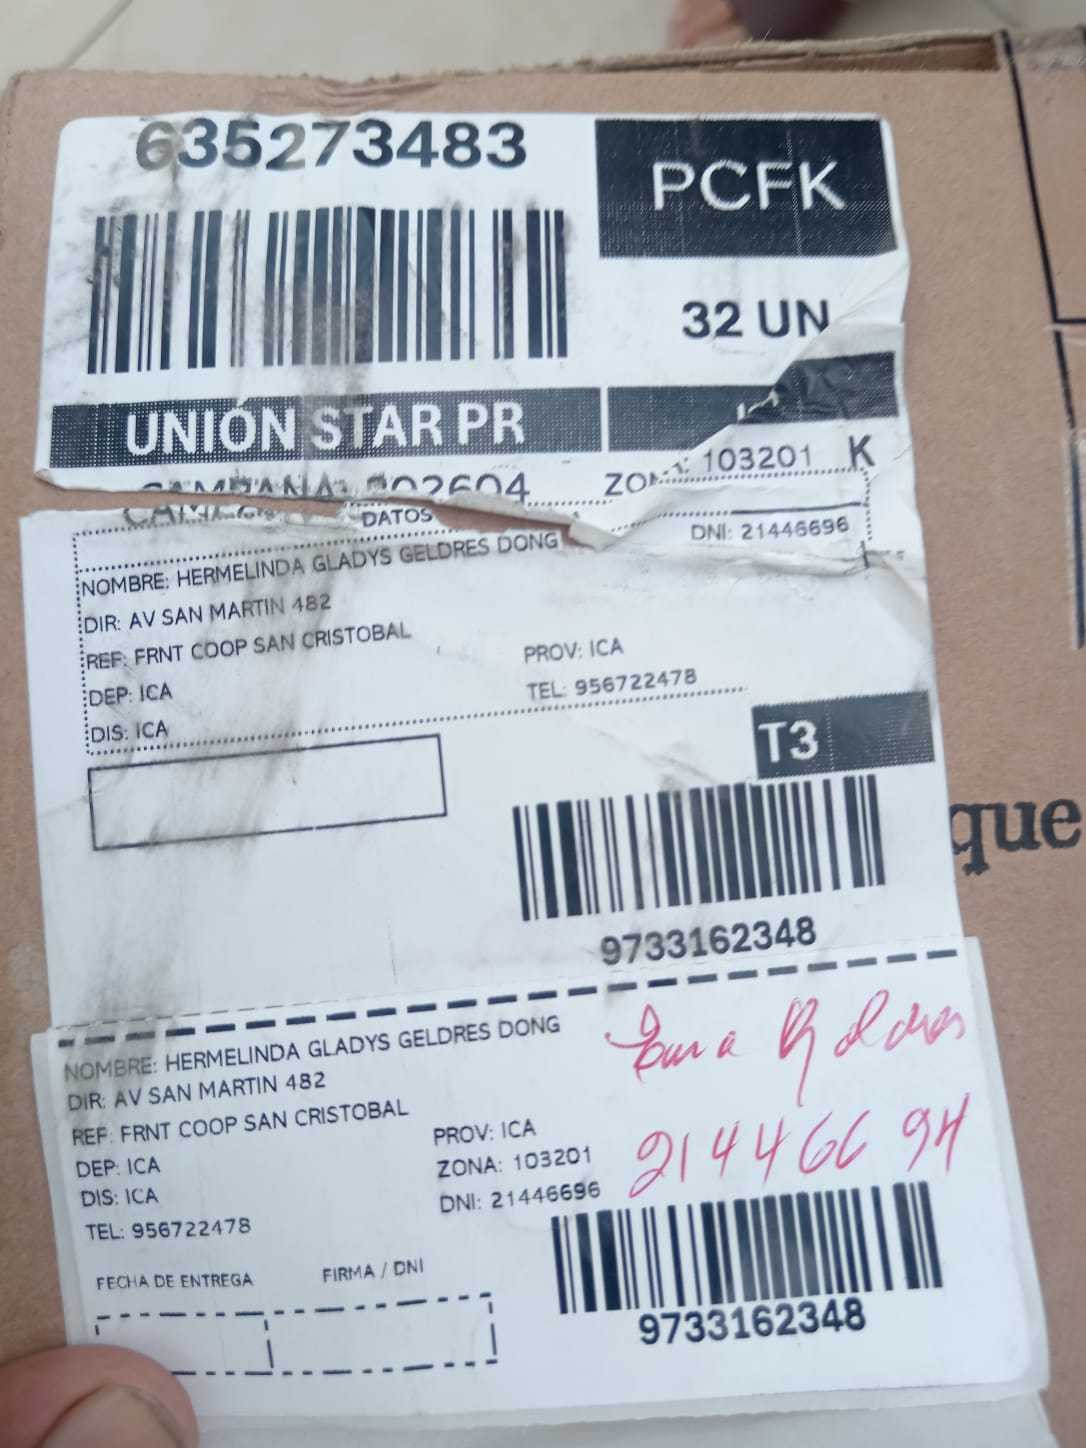 635273483
PCFK
32 UN
UNIÓN STAR PR
CAMPAÑA: 202604
103201 K
DATOS
DNI: 21446696
NOMBRE: HERMELINDA GLADYS GELDRES DONG
DIR: AV SAN MARTIN 482
REF: FRNT COOP SAN CRISTOBAL
DEP: ICA
PROV: ICA
DIS: ICA
TEL: 956722478
T3
que
9733162348
NOMBRE: HERMELINDA GLADYS GELDRES DONG
DIR: AV SAN MARTIN 482
REF: FRNT COOP SAN CRISTOBAL
DEP: ICA
PROV: ICA
DIS: ICA
ZONA: 103201
TEL: 956722478
DNI: 21446696
21446694
FECHA DE ENTREGA
FIRMA / DNI
9733162348